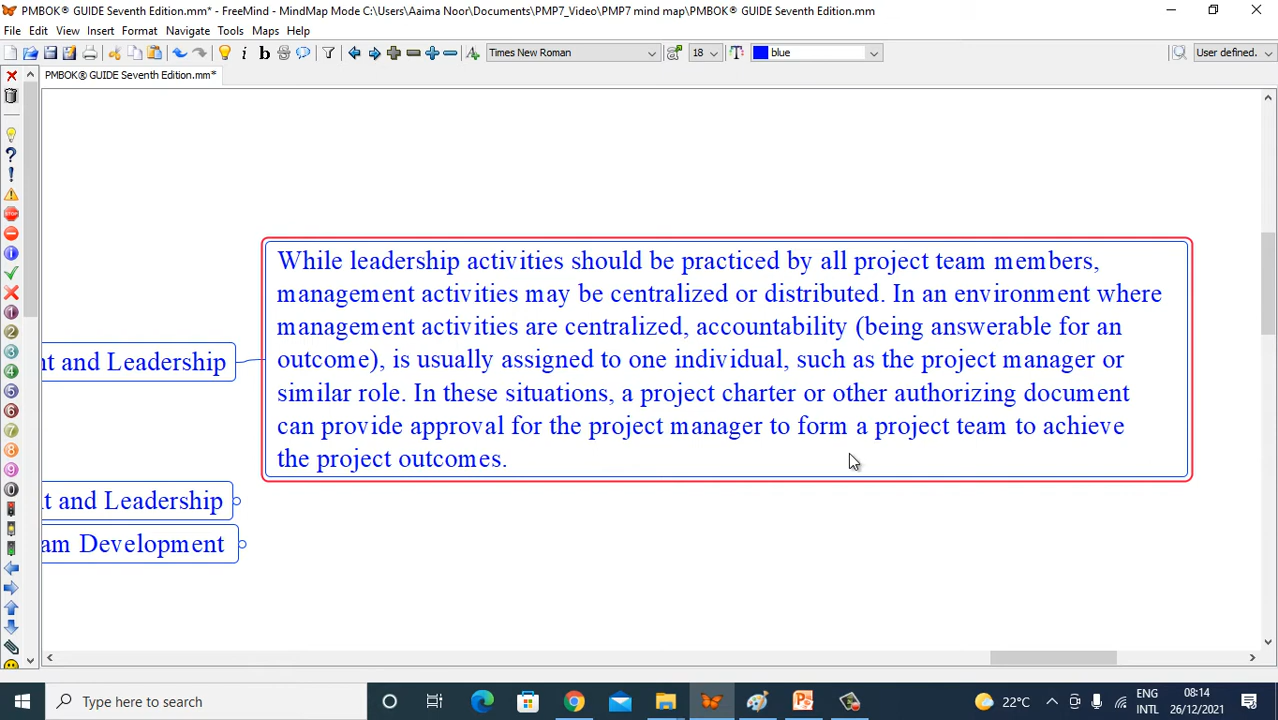 PMBOK® GUIDE Seventh Edition.mm* - FreeMind - MindMap Mode C:\Users\Aaima Noor\Documents\PMP7_Video\PMP7 mind map\PMBOK® GUIDE Seventh Edition.mm
File Edit View Insert Format Navigate Tools Maps Help
Times New Roman 18 blue User defined.
PMBOK® GUIDE Seventh Edition.mm*
While leadership activities should be practiced by all project team members,
management activities may be centralized or distributed. In an environment where
management activities are centralized, accountability (being answerable for an
outcome), is usually assigned to one individual, such as the project manager or
similar role. In these situations, a project charter or other authorizing document
can provide approval for the project manager to form a project team to achieve
the project outcomes.
nt and Leadership
t and Leadership
am Development
Type here to search
22°C
ENG
INTL
08:14
26/12/2021